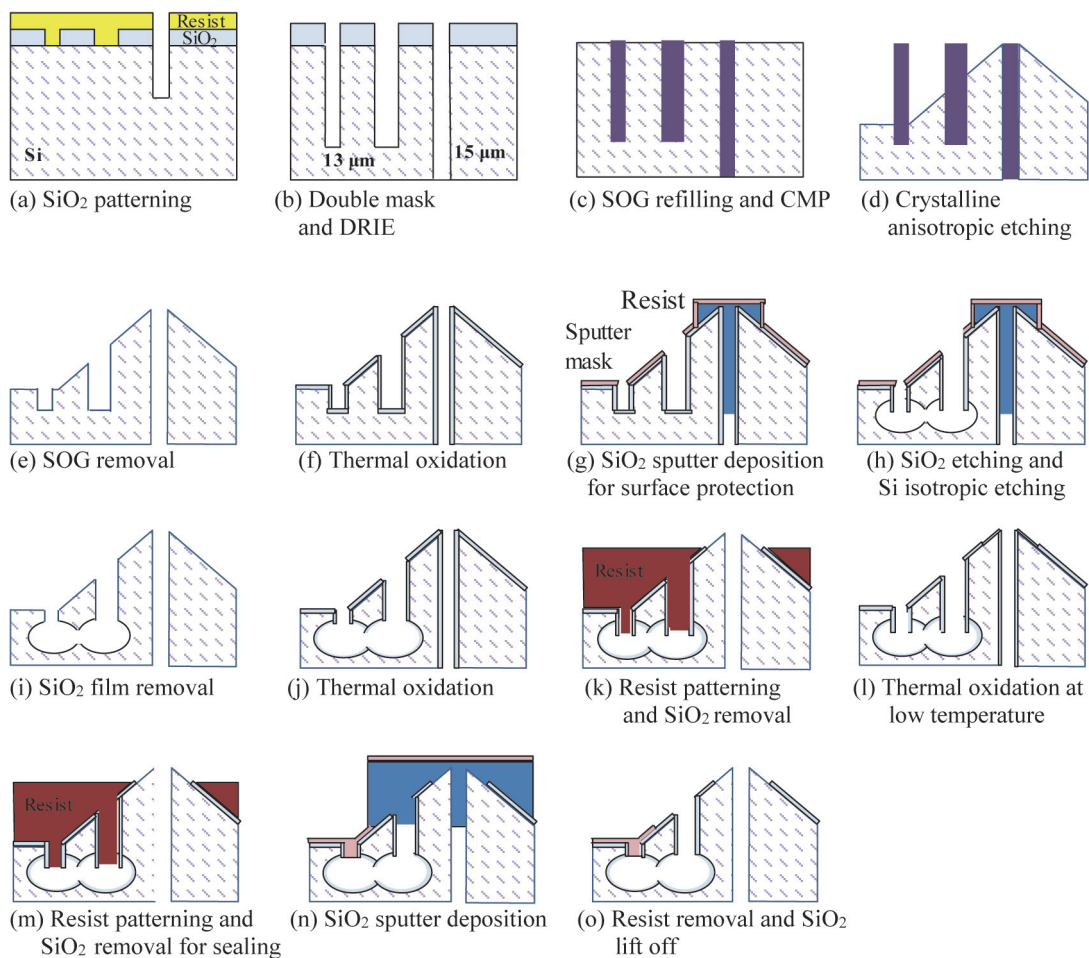 Resist
SiO₂
Si
(a) SiO₂ patterning
13 µm
15 µm
(b) Double mask
and DRIE
(c) SOG refilling and CMP
(d) Crystalline
anisotropic etching
(e) SOG removal
(f) Thermal oxidation
Resist
Sputter
mask
(g) SiO₂ sputter deposition
for surface protection
(h) SiO₂ etching and
Si isotropic etching
(i) SiO₂ film removal
(j) Thermal oxidation
Resist
(k) Resist patterning
and SiO₂ removal
(l) Thermal oxidation at
low temperature
Resist
(m) Resist patterning and
SiO₂ removal for sealing
(n) SiO₂ sputter deposition
(o) Resist removal and SiO₂
lift off